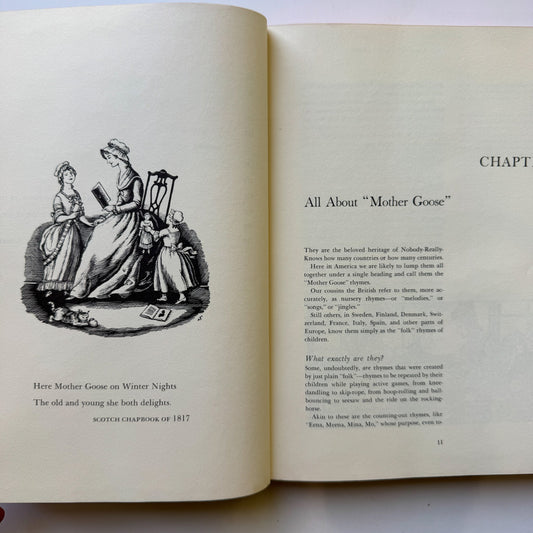 Here Mother Goose on Winter Nights
The old and young she both delights.
SCOTCH CHAPBOOK OF 1817
CHAPT
All About “Mother Goose”
They are the beloved heritage of Nobody-Really-
Knows how many countries or how many centuries.
Here in America we are likely to lump them all
together under a single heading and call them the
“Mother Goose” rhymes.
Our cousins the British refer to them, more ac-
curately, as nursery rhymes—or “melodies,” or
“songs,” or “jingles.”
Still others, in Sweden, Finland, Denmark, Swit-
zerland, France, Italy, Spain, and other parts of
Europe, know them simply as the “folk” rhymes of
children.
What exactly are they?
Some, undoubtedly, are rhymes that were created
by just plain “folk”—rhymes to be repeated by their
children while playing active games, from knee-
dandling to skip-rope, from hoop-rolling and ball-
bouncing to seesaw and the ride on the rocking-
horse.
Akin to these are the counting-out rhymes, like
“Eena, Meena, Mina, Mo,” whose purpose, even to-
11